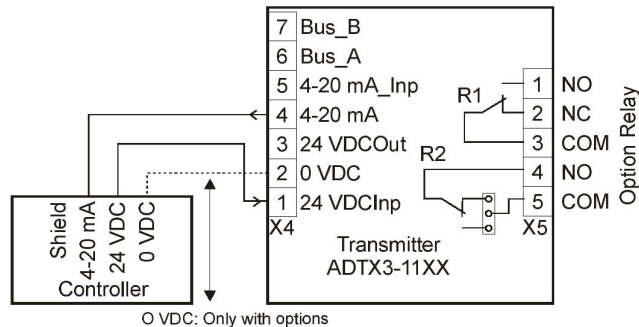 7 Bus_B
6 Bus_A
5 4-20 mA_Inp
4 4-20 mA
3 24 VDCOut
2 0 VDC
1 24 VDCInp
X4
R1
R2
1 NO
2 NC
3 COM
4 NO
5 COM
X5
Option Relay
Transmitter
ADTX3-11XX
Shield
4-20 mA
24 VDC
0 VDC
Controller
O VDC: Only with options